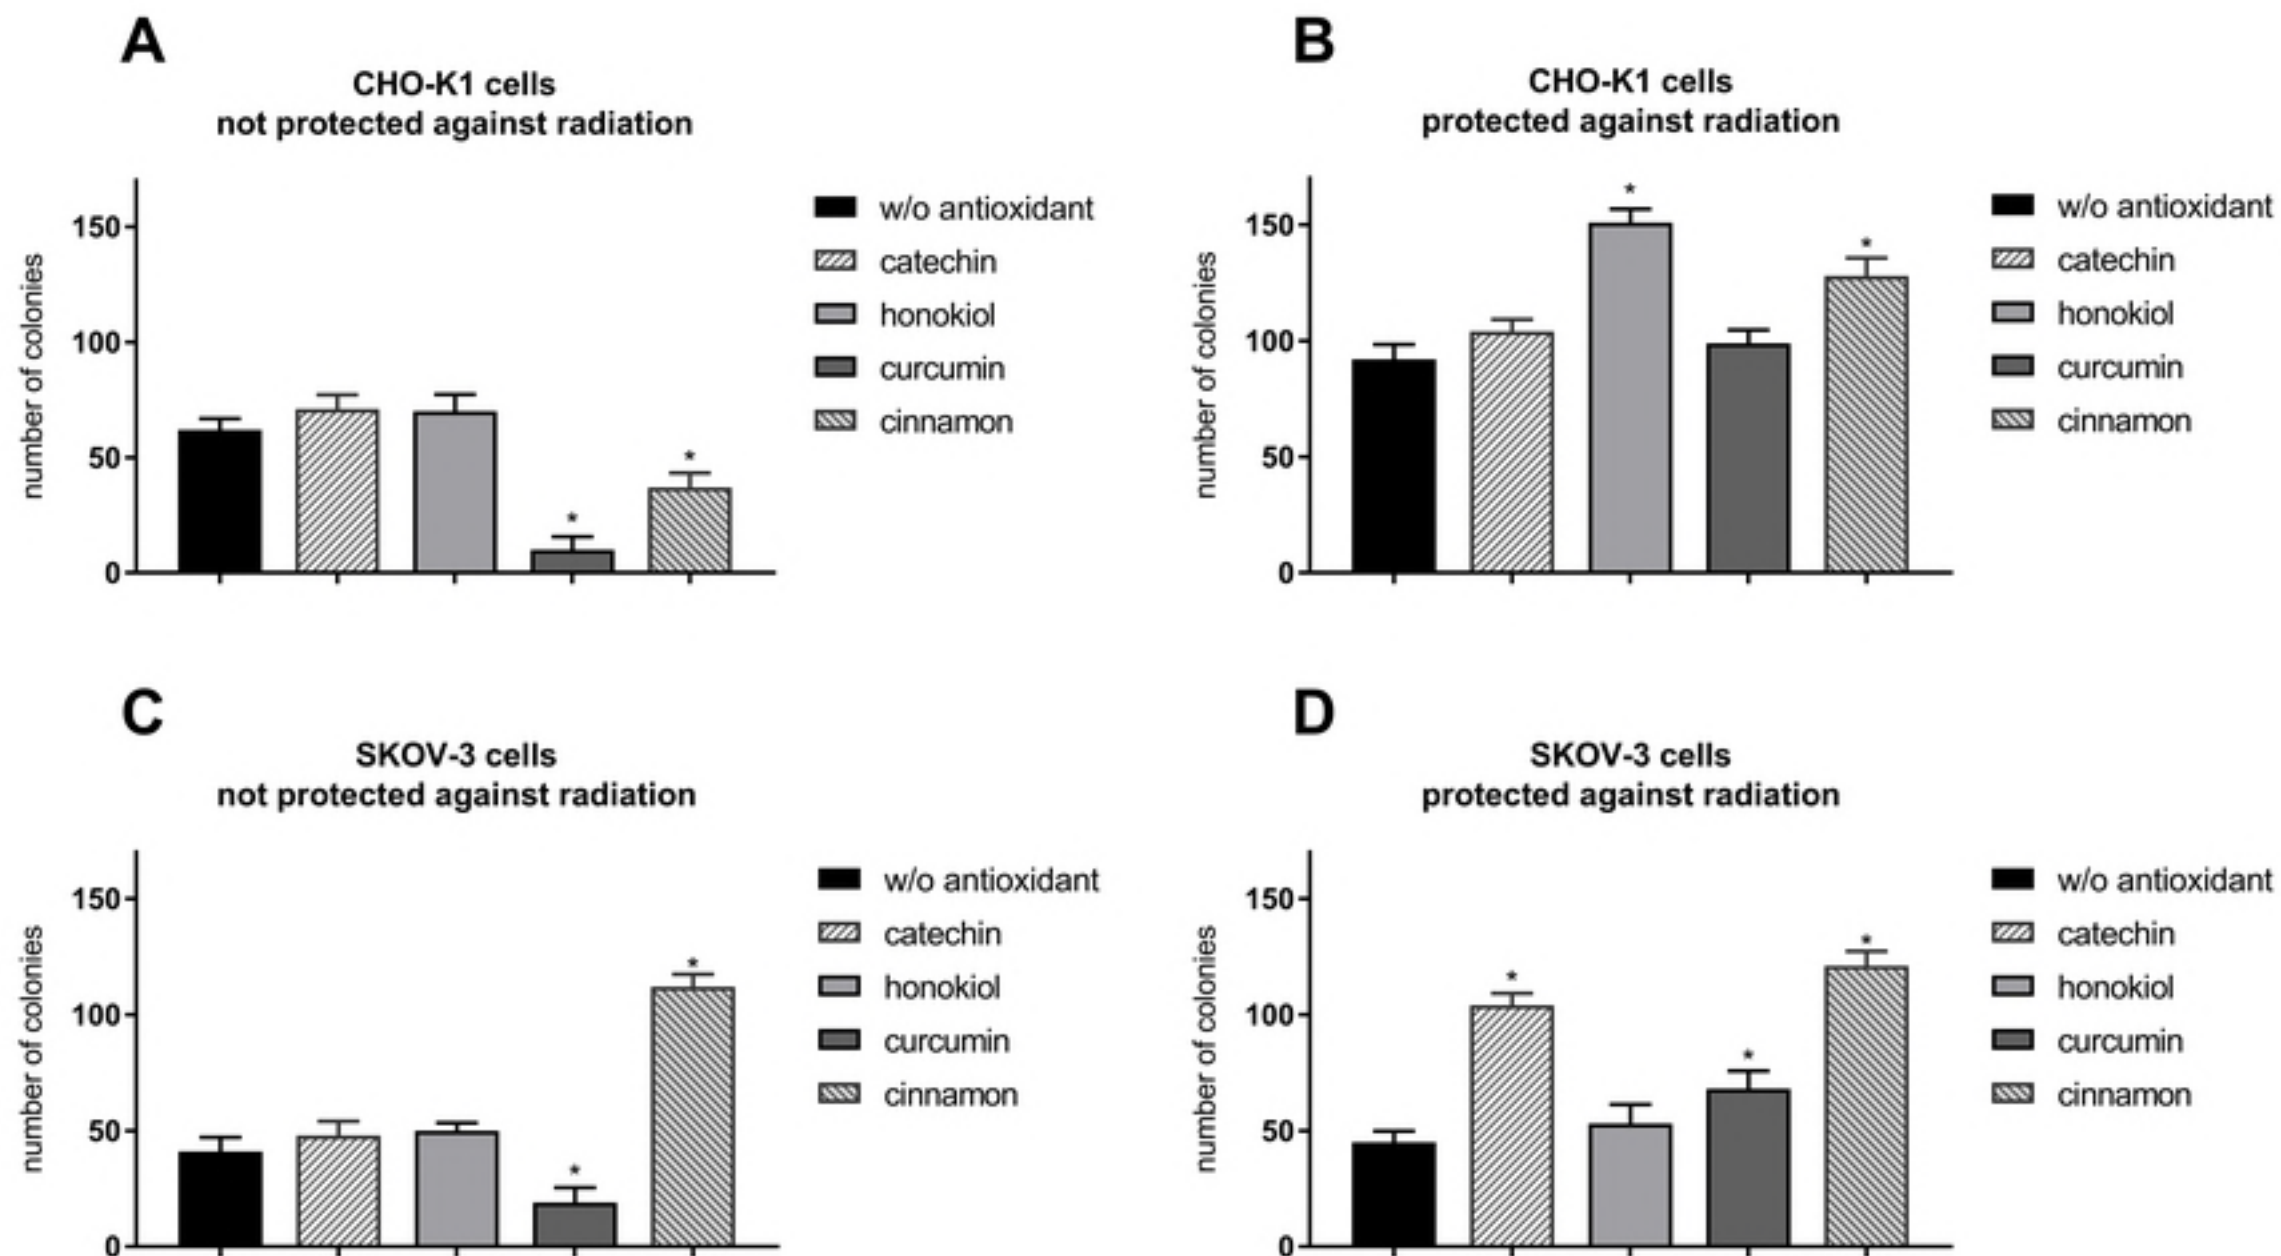 A
CHO-K1 cells
not protected against radiation
number of colonies
150
100
50
0
*
*
w/o antioxidant
catechin
honokiol
curcumin
cinnamon
B
CHO-K1 cells
protected against radiation
number of colonies
150
100
50
0
*
*
w/o antioxidant
catechin
honokiol
curcumin
cinnamon
C
SKOV-3 cells
not protected against radiation
number of colonies
150
100
50
0
*
*
w/o antioxidant
catechin
honokiol
curcumin
cinnamon
D
SKOV-3 cells
protected against radiation
number of colonies
150
100
50
0
*
*
*
w/o antioxidant
catechin
honokiol
curcumin
cinnamon